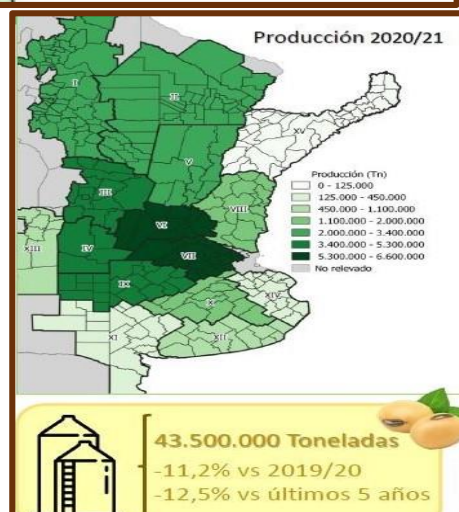 Producción 2020/21
I
II
XV
V
III
VIII
VI
XIII
IV
VII
IX
X
XIV
XI
XII
Producción (Tn)
0 - 125.000
125.000 - 450.000
450.000 - 1.100.000
1.100.000 - 2.000.000
2.000.000 - 3.400.000
3.400.000 - 5.300.000
5.300.000 - 6.600.000
No relevado
43.500.000 Toneladas
-11,2% vs 2019/20
-12,5% vs últimos 5 años